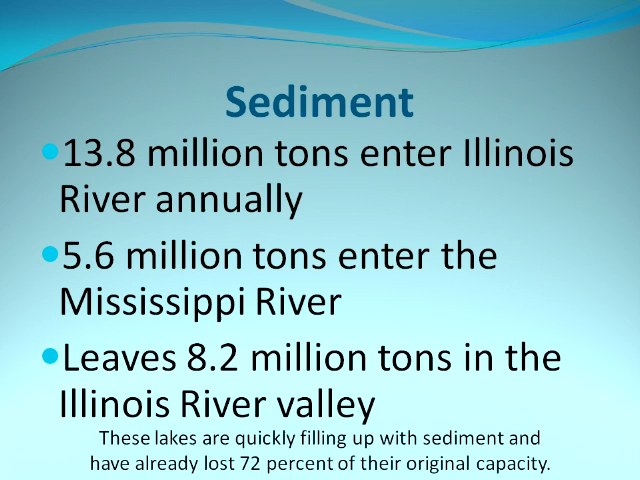 Sediment
13.8 million tons enter Illinois
River annually
5.6 million tons enter the
Mississippi River
Leaves 8.2 million tons in the
Illinois River valley
These lakes are quickly filling up with sediment and
have already lost 72 percent of their original capacity.